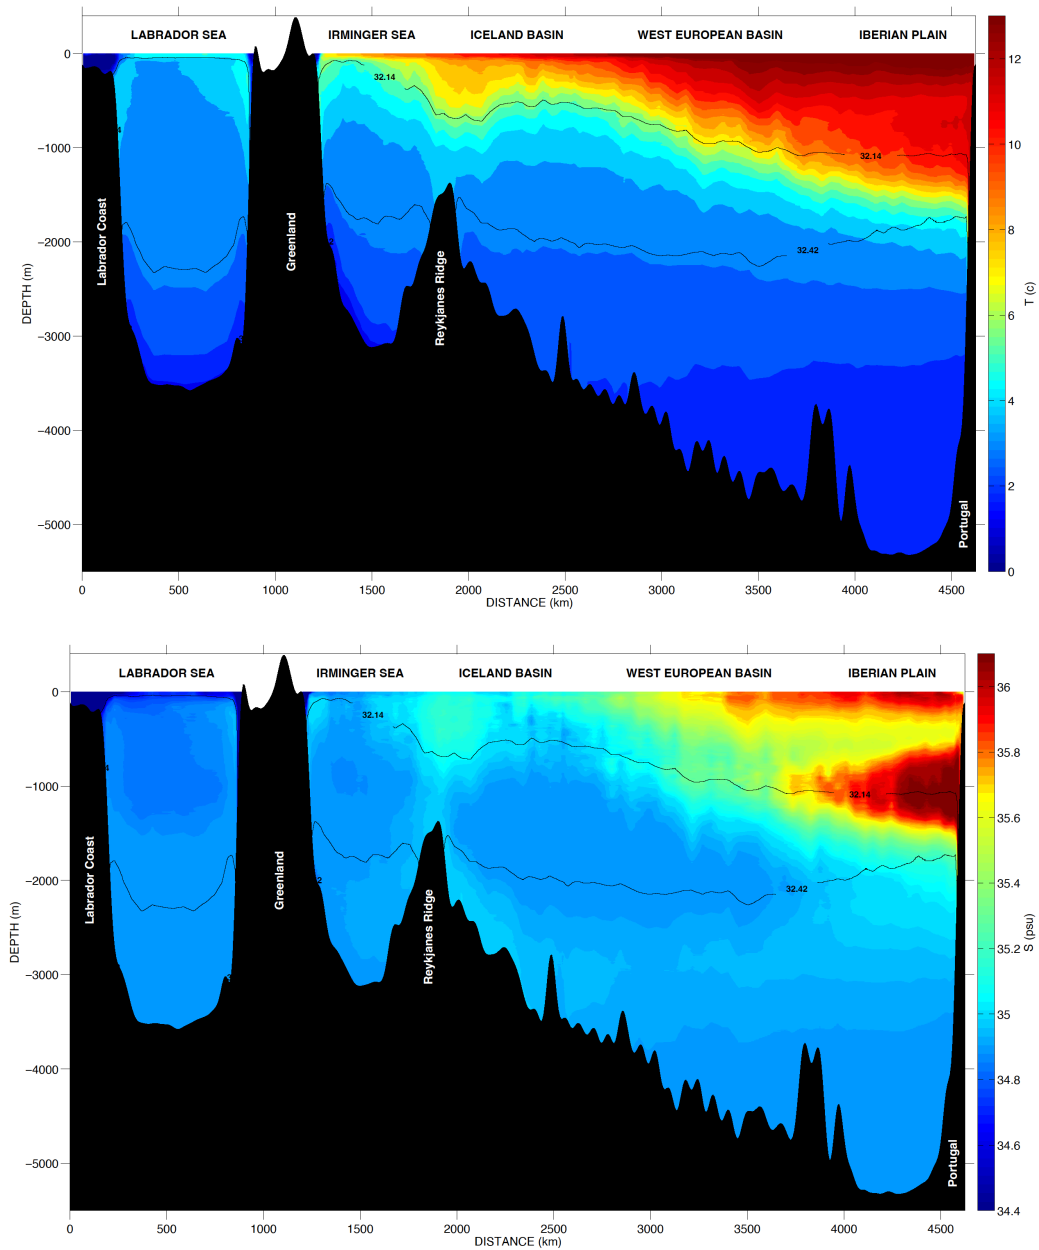 LABRADOR SEA IRMINGER SEA ICELAND BASIN WEST EUROPEAN BASIN IBERIAN PLAIN
0
−1000
−2000
−3000
−4000
−5000
DEPTH (m)
32.14
32.14
32.42
Labrador Coast
Greenland
Reykjanes Ridge
Portugal
0 500 1000 1500 2000 2500 3000 3500 4000 4500
DISTANCE (km)
12
10
8
6
4
2
0
T (c)
LABRADOR SEA IRMINGER SEA ICELAND BASIN WEST EUROPEAN BASIN IBERIAN PLAIN
0
−1000
−2000
−3000
−4000
−5000
DEPTH (m)
32.14
32.14
32.42
Labrador Coast
Greenland
Reykjanes Ridge
Portugal
0 500 1000 1500 2000 2500 3000 3500 4000 4500
DISTANCE (km)
36
35.8
35.6
35.4
35.2
35
34.8
34.6
34.4
S (psu)